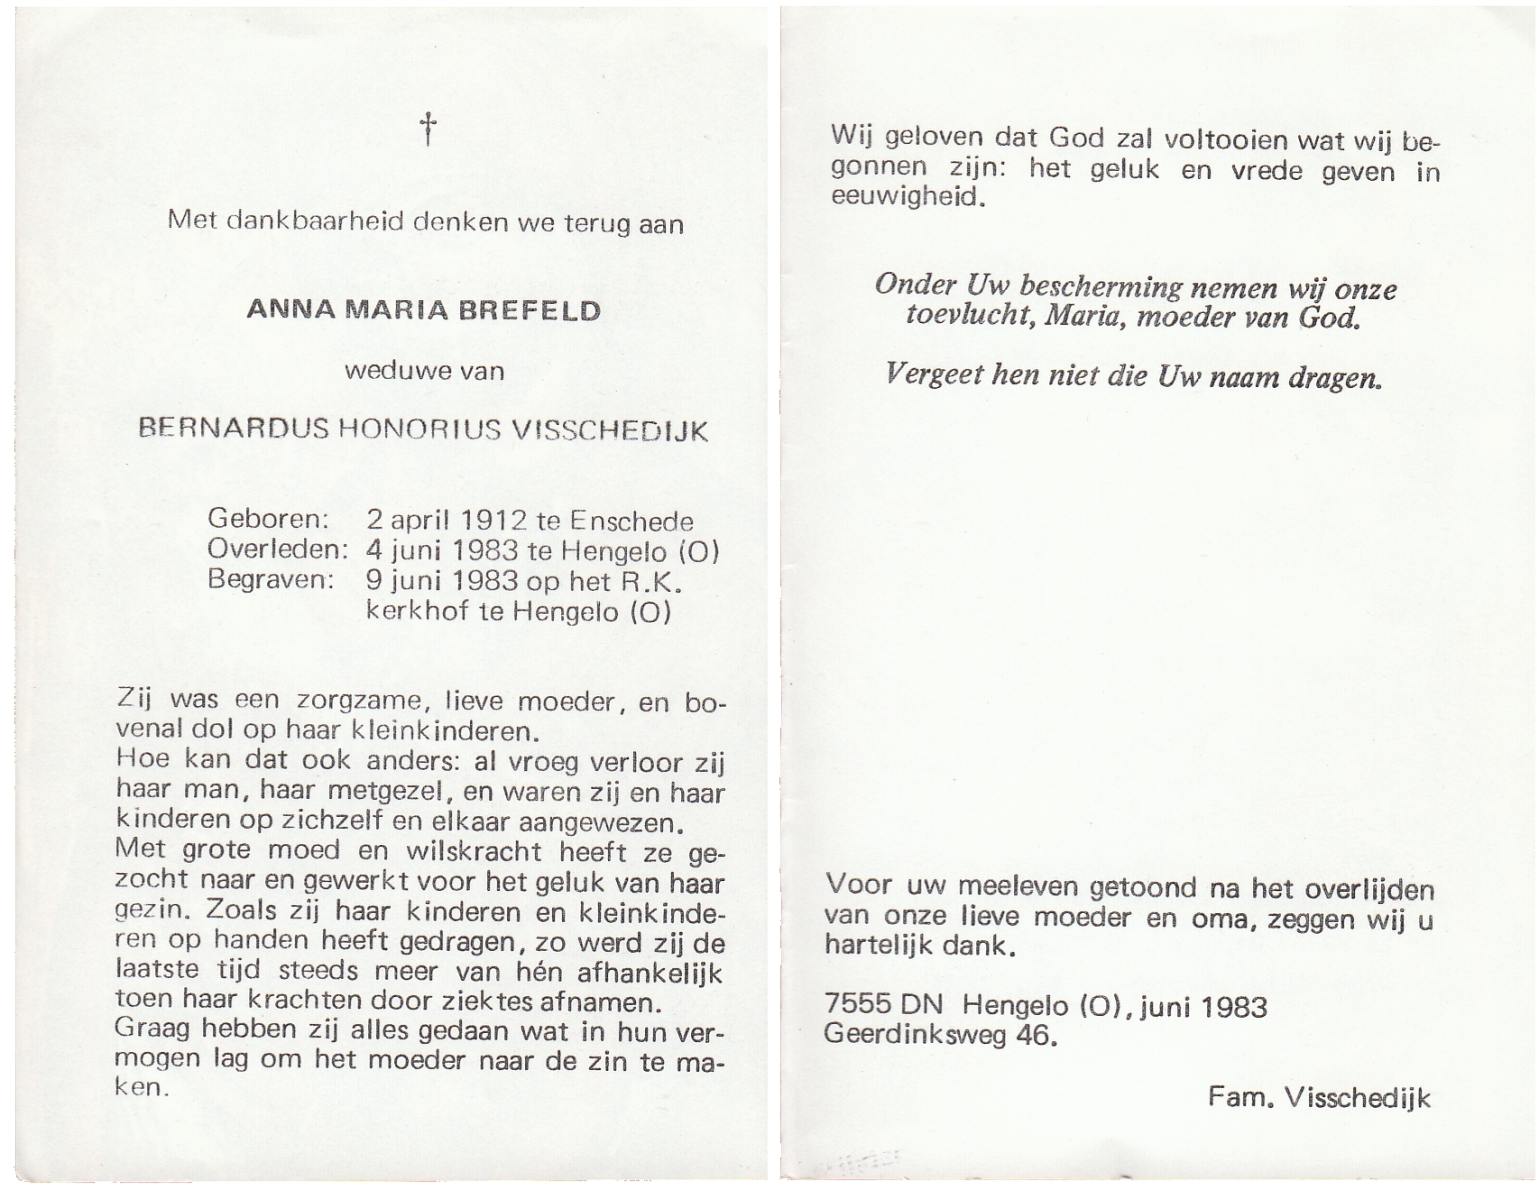 †
Met dankbaarheid denken we terug aan
ANNA MARIA BREFELD
weduwe van
BERNARDUS HONORIUS VISSCHEDIJK
Geboren: 2 april 1912 te Enschede
Overleden: 4 juni 1983 te Hengelo (O)
Begraven: 9 juni 1983 op het R.K.
kerkhof te Hengelo (O)
Zij was een zorgzame, lieve moeder, en bo-
venal dol op haar kleinkinderen.
Hoe kan dat ook anders: al vroeg verloor zij
haar man, haar metgezel, en waren zij en haar
kinderen op zichzelf en elkaar aangewezen.
Met grote moed en wilskracht heeft ze ge-
zocht naar en gewerkt voor het geluk van haar
gezin. Zoals zij haar kinderen en kleinkinde-
ren op handen heeft gedragen, zo werd zij de
laatste tijd steeds meer van hén afhankelijk
toen haar krachten door ziektes afnamen.
Graag hebben zij alles gedaan wat in hun ver-
mogen lag om het moeder naar de zin te ma-
ken.
Wij geloven dat God zal voltooien wat wij be-
gonnen zijn: het geluk en vrede geven in
eeuwigheid.
Onder Uw bescherming nemen wij onze
toevlucht, Maria, moeder van God.
Vergeet hen niet die Uw naam dragen.
Voor uw meeleven getoond na het overlijden
van onze lieve moeder en oma, zeggen wij u
hartelijk dank.
7555 DN Hengelo (O), juni 1983
Geerdinksweg 46.
Fam. Visschedijk